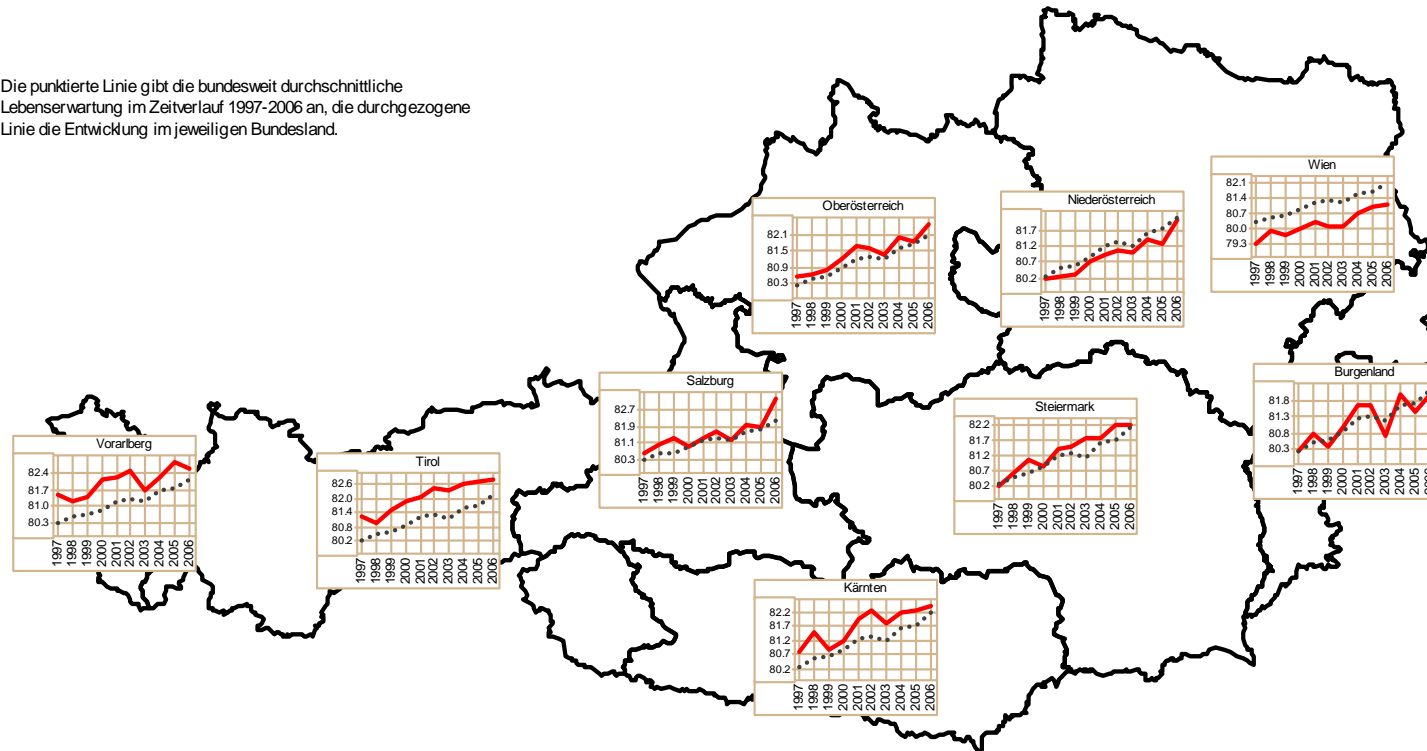 Die punktierte Linie gibt die bundesweit durchschnittliche
Lebenserwartung im Zeitverlauf 1997-2006 an, die durchgezogene
Linie die Entwicklung im jeweiligen Bundesland.
Wien
82.1
81.4
80.7
80.0
79.3
1997 1998 1999 2000 2001 2002 2003 2004 2005 2006
Niederösterreich
81.7
81.2
80.7
80.2
1997 1998 1999 2000 2001 2002 2003 2004 2005 2006
Oberösterreich
82.1
81.5
80.9
80.3
1997 1998 1999 2000 2001 2002 2003 2004 2005 2006
Burgenland
81.8
81.3
80.8
80.3
1997 1998 1999 2000 2001 2002 2003 2004 2005
Salzburg
82.7
81.9
81.1
80.3
1997 1998 1999 2000 2001 2002 2003 2004 2005 2006
Steiermark
82.2
81.7
81.2
80.7
80.2
1997 1998 1999 2000 2001 2002 2003 2004 2005 2006
Vorarlberg
82.4
81.7
81.0
80.3
1997 1998 1999 2000 2001 2002 2003 2004 2005 2006
Tirol
82.6
82.0
81.4
80.8
80.2
1997 1998 1999 2000 2001 2002 2003 2004 2005 2006
Kärnten
82.2
81.7
81.2
80.7
80.2
1997 1998 1999 2000 2001 2002 2003 2004 2005 2006